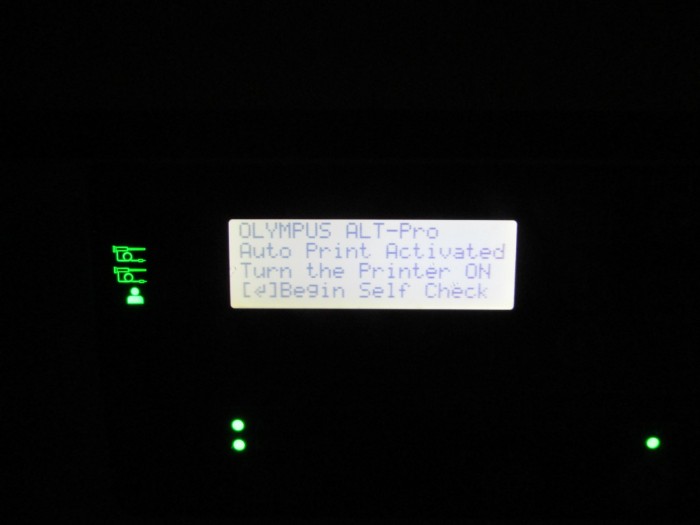 OLYMPUS ALT-Pro
Auto Print Activated
Turn the Printer ON
[↲]Begin Self Check